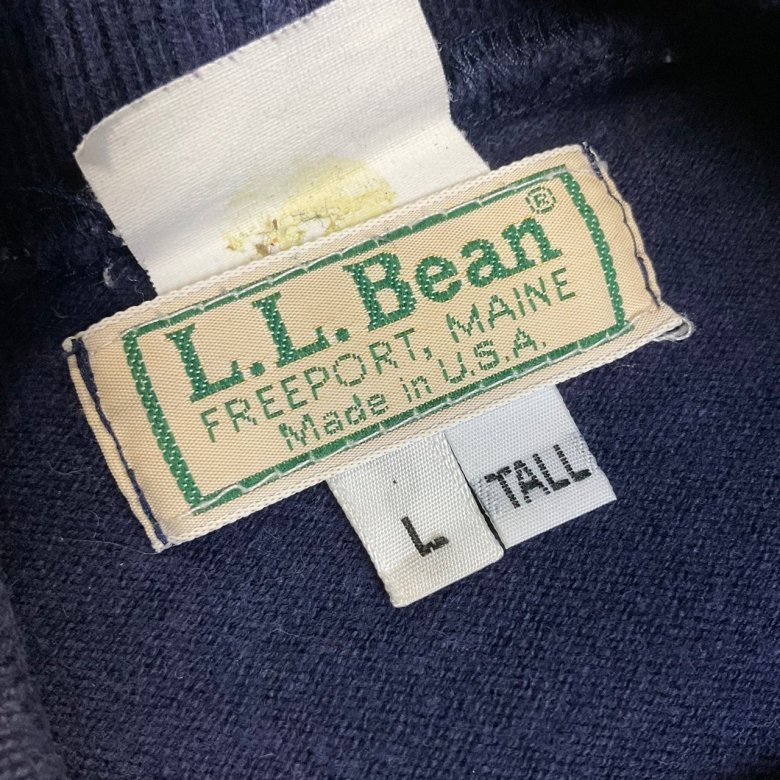 L.L.Bean®
FREEPORT, MAINE
Made in U.S.A.
L
TALL